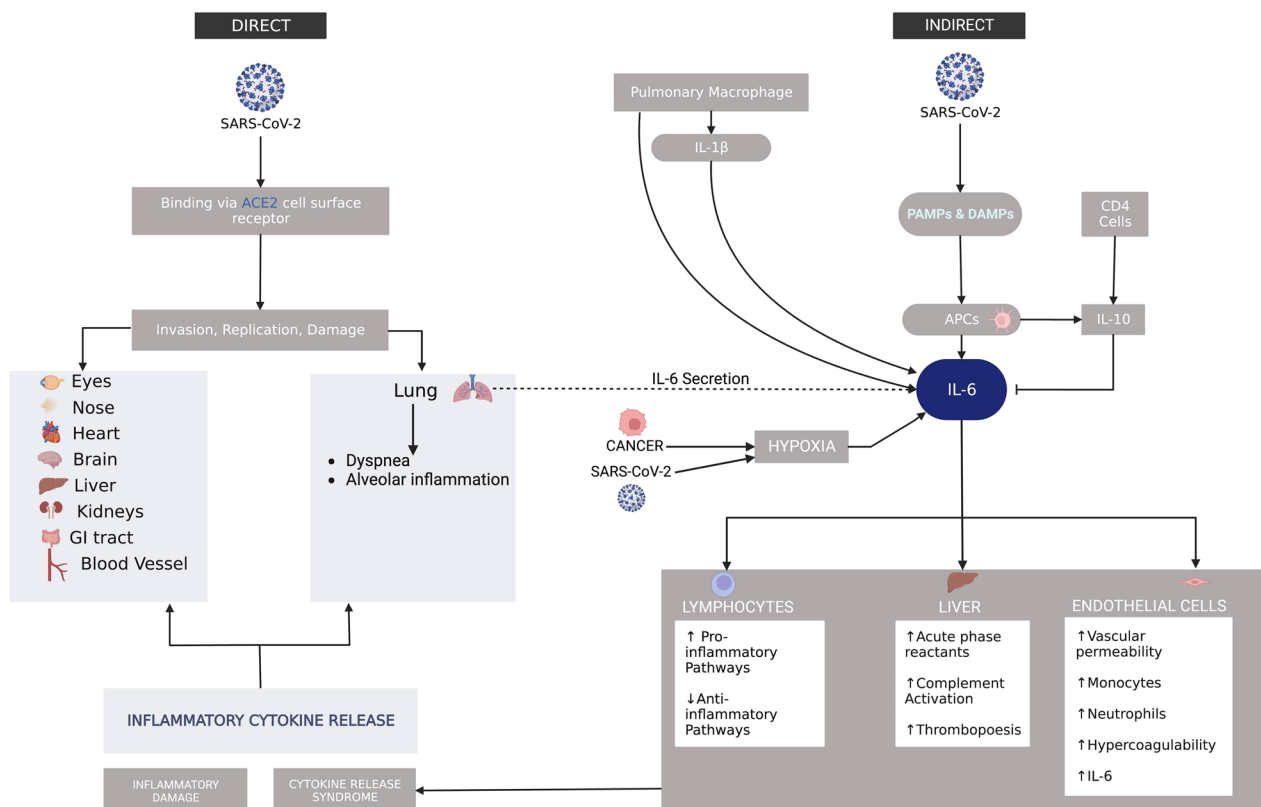 DIRECT
SARS-CoV-2
Binding via ACE2 cell surface
receptor
Invasion, Replication, Damage
Eyes
Nose
Heart
Brain
Liver
Kidneys
GI tract
Blood Vessel
Lung
• Dyspnea
• Alveolar inflammation
INFLAMMATORY CYTOKINE RELEASE
INFLAMMATORY
DAMAGE
CYTOKINE RELEASE
SYNDROME
INDIRECT
Pulmonary Macrophage
IL-1β
SARS-CoV-2
PAMPs & DAMPs
CD4
Cells
APCs
IL-10
IL-6 Secretion
IL-6
CANCER
SARS-CoV-2
HYPOXIA
LYMPHOCYTES
↑ Pro-
inflammatory
Pathways
↓Anti-
inflammatory
Pathways
LIVER
↑Acute phase
reactants
↑Complement
Activation
↑Thrombopoesis
ENDOTHELIAL CELLS
↑Vascular
permeability
↑Monocytes
↑Neutrophils
↑Hypercoagulability
↑IL-6